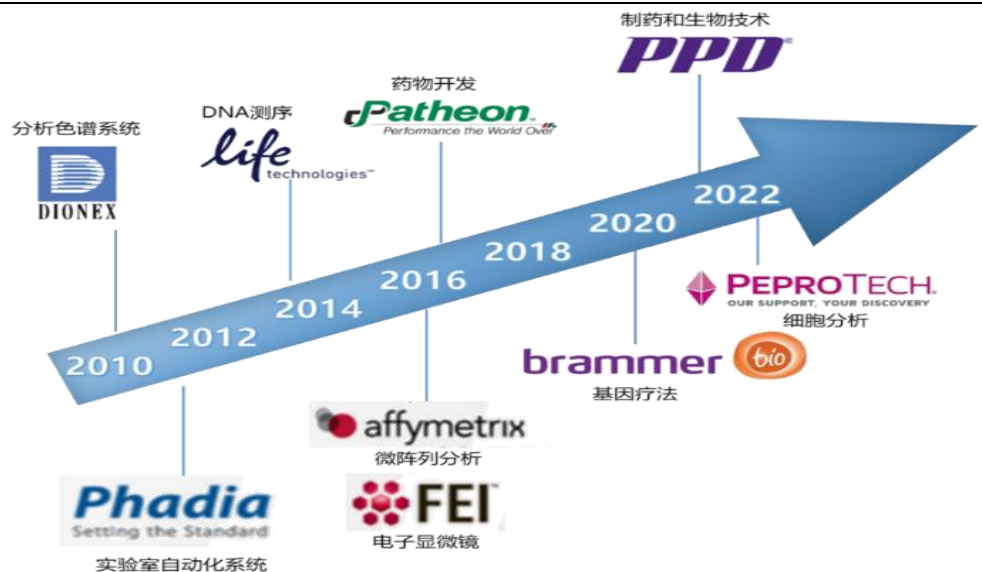 制药和生物技术
PPD
药物开发
Patheon
Performance the World Over
DNA测序
life
technologies™
分析色谱系统
DIONEX
2010
2012
2014
2016
2018
2020
2022
PEPROTECH
OUR SUPPORT, YOUR DISCOVERY
细胞分析
brammer bio
基因疗法
affymetrix
微阵列分析
FEI™
电子显微镜
Phadia
Setting the Standard
实验室自动化系统